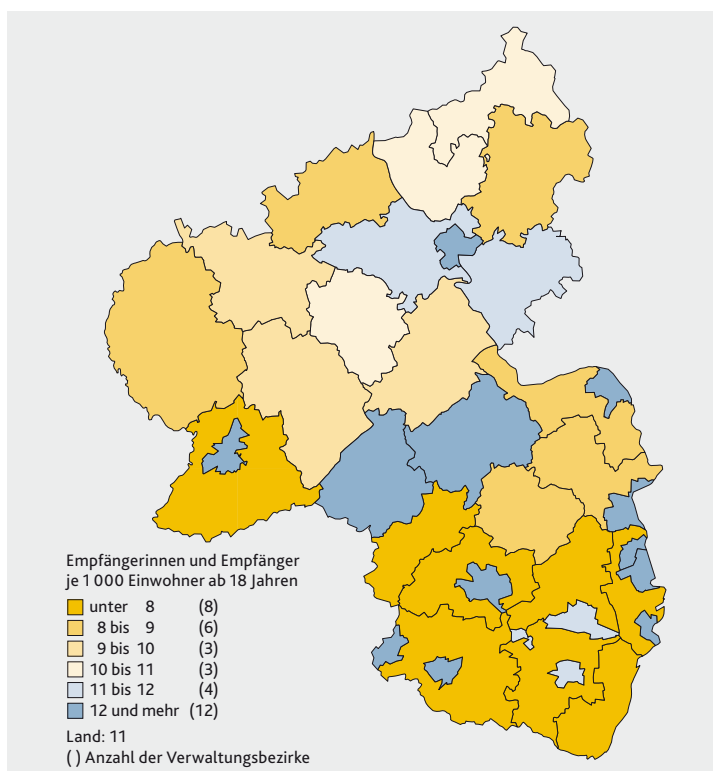 Empfängerinnen und Empfänger
je 1 000 Einwohner ab 18 Jahren
unter 8 (8)
8 bis 9 (6)
9 bis 10 (3)
10 bis 11 (3)
11 bis 12 (4)
12 und mehr (12)
Land: 11
( ) Anzahl der Verwaltungsbezirke